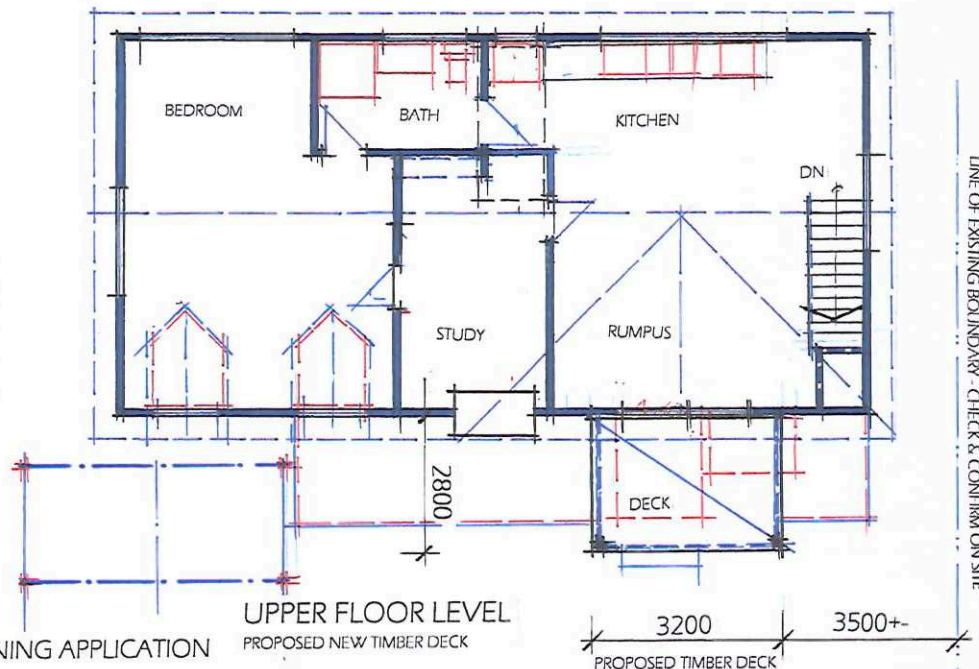 BEDROOM
BATH
KITCHEN
DN
STUDY
RUMPUS
2800
DECK
LINE OF EXISTING BOUNDARY - CHECK & CONFIRM ON SITE
UPPER FLOOR LEVEL
PROPOSED NEW TIMBER DECK
NING APPLICATION
3200
3500+-
PROPOSED TIMBER DECK